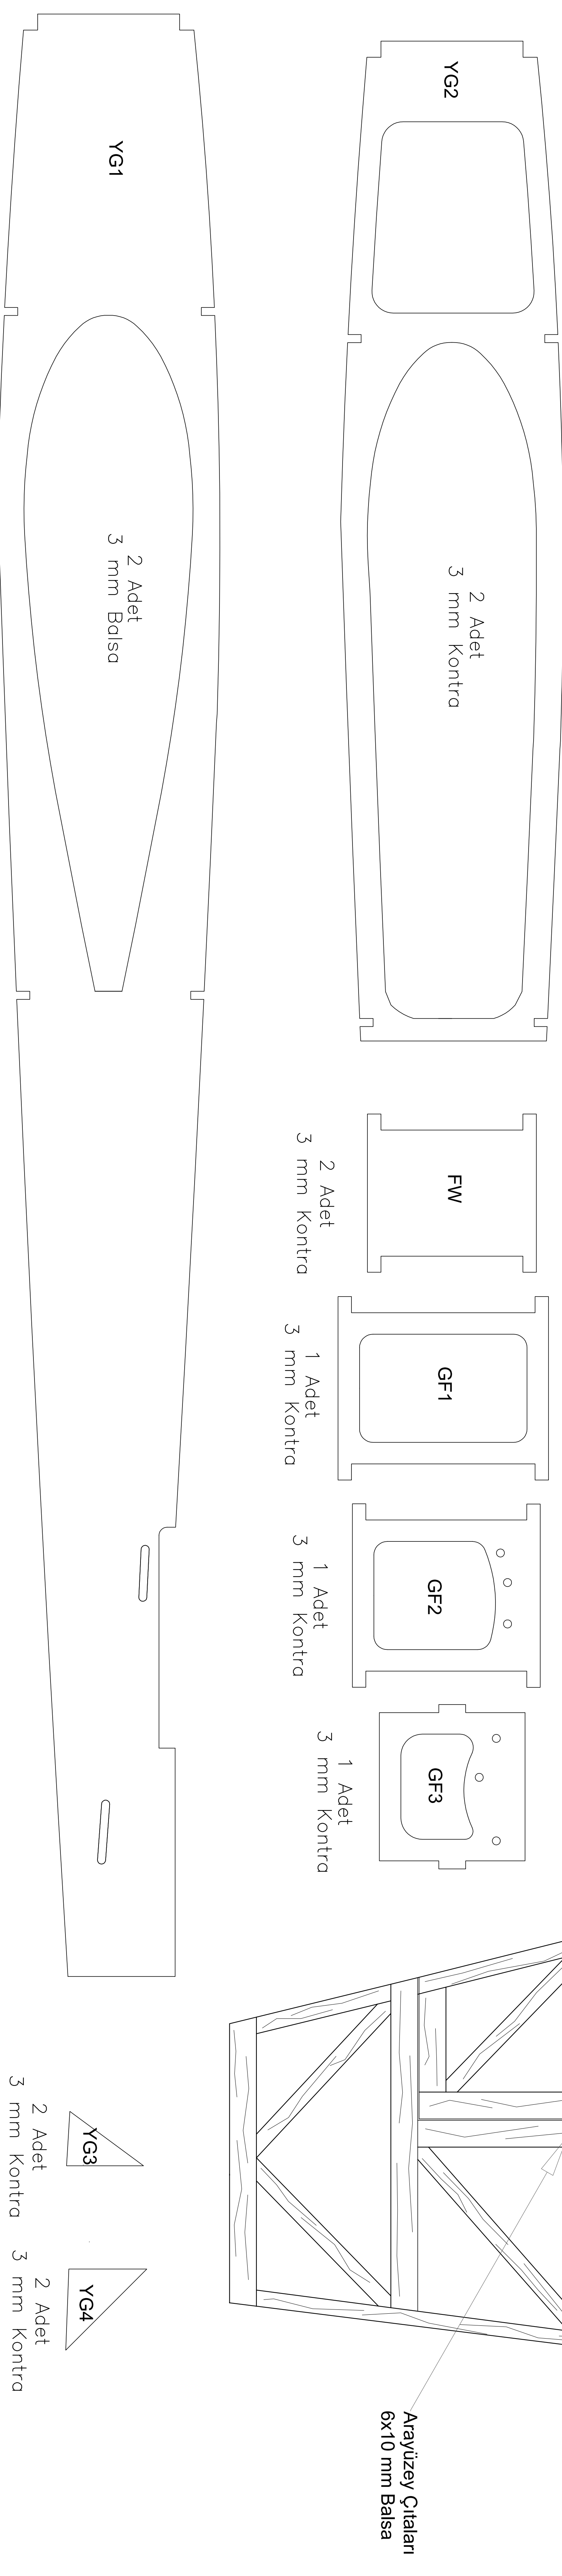 YG1
2 Adet
3 mm Balsa
YG2
2 Adet
3 mm Kontra
FW
2 Adet
3 mm Kontra
GF1
1 Adet
3 mm Kontra
GF2
1 Adet
3 mm Kontra
GF3
1 Adet
3 mm Kontra
YG3
2 Adet
3 mm Kontra
YG4
2 Adet
3 mm Kontra
Arayüzey Çıtaları
6x10 mm Balsa